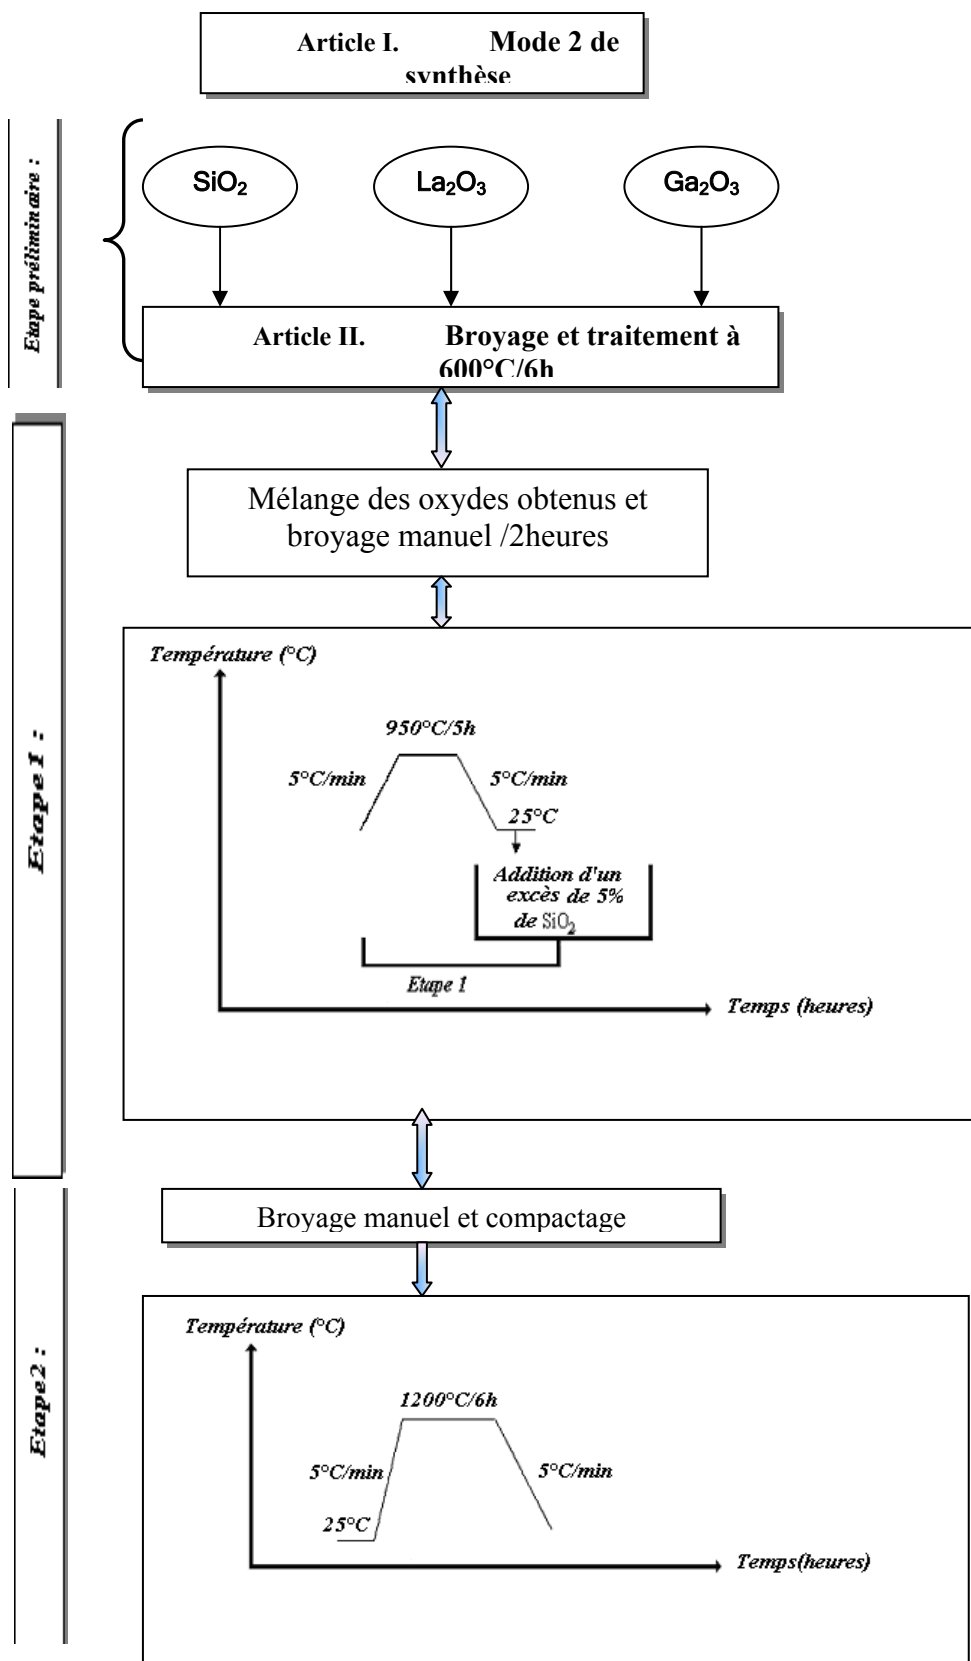 Article I. Mode 2 de
synthèse
Etape préliminaire :
SiO₂
La₂O₃
Ga₂O₃
Article II. Broyage et traitement à
600°C/6h
Etape1 :
Mélange des oxydes obtenus et
broyage manuel /2heures
Température (°C)
950°C/5h
5°C/min
5°C/min
25°C
Addition d'un
excès de 5%
de SiO₂
Etape 1
Temps (heures)
Etape2 :
Broyage manuel et compactage
Température (°C)
1200°C/6h
5°C/min
5°C/min
25°C
Temps(heures)